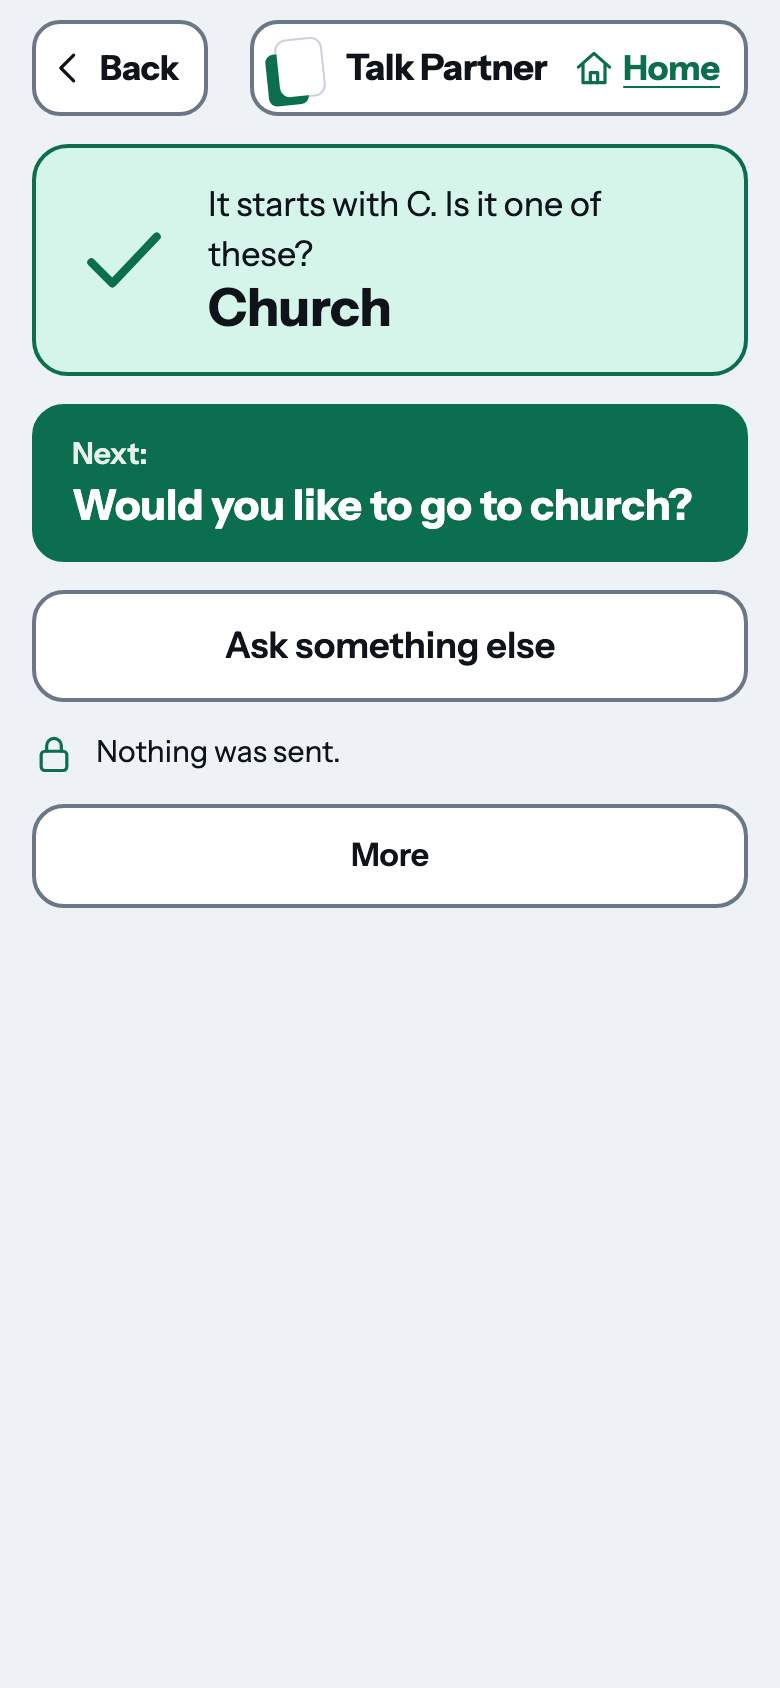 Back
Talk Partner
Home
It starts with C. Is it one of
these?
Church
Next:
Would you like to go to church?
Ask something else
Nothing was sent.
More